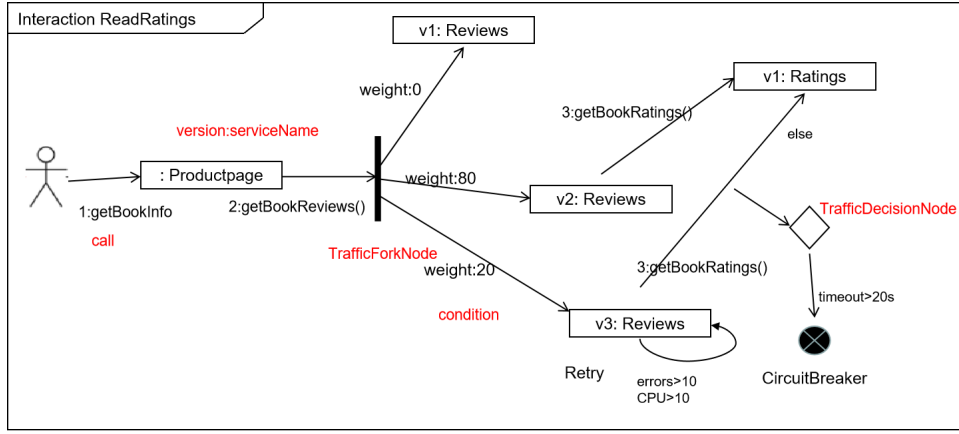 Interaction ReadRatings
v1: Reviews
v1: Ratings
weight:0
3:getBookRatings()
version:serviceName
else
: Productpage
weight:80
v2: Reviews
1:getBookInfo
2:getBookReviews()
TrafficDecisionNode
call
TrafficForkNode
weight:20
3:getBookRatings()
timeout>20s
condition
v3: Reviews
Retry
errors>10
CPU>10
CircuitBreaker